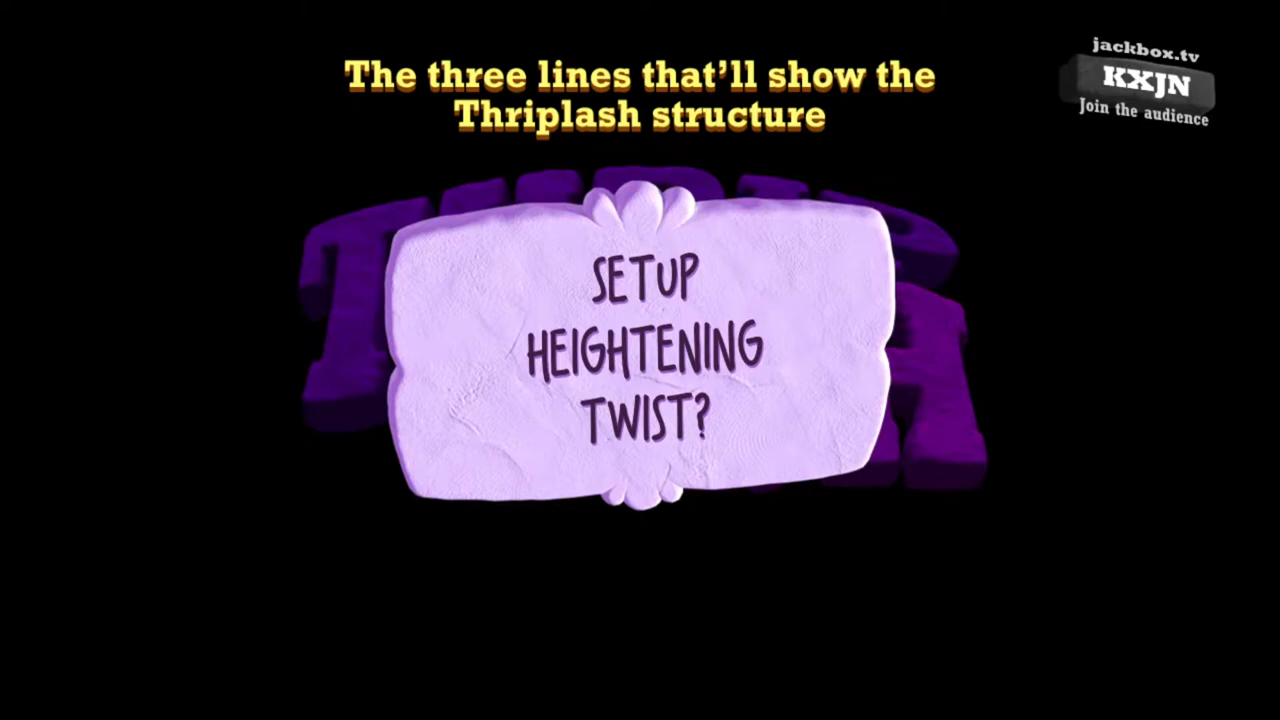 The three lines that'll show the
Thriplash structure
jackbox.tv
KXJN
Join the audience
SETUP
HEIGHTENING
TWIST?